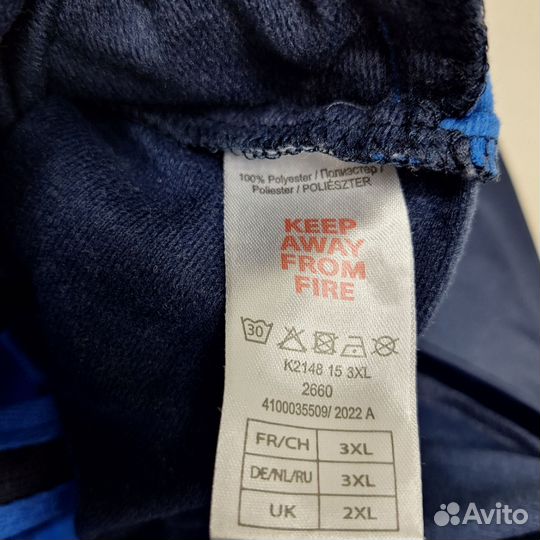 100% Polyester / Полиэстер /
Poliester / POLIÉSZTER
KEEP
AWAY
FROM
FIRE
30
K2148 15 3XL
2660
4100035509/ 2022 A
FR/CH 3XL
DE/NL/RU 3XL
UK 2XL
Avito